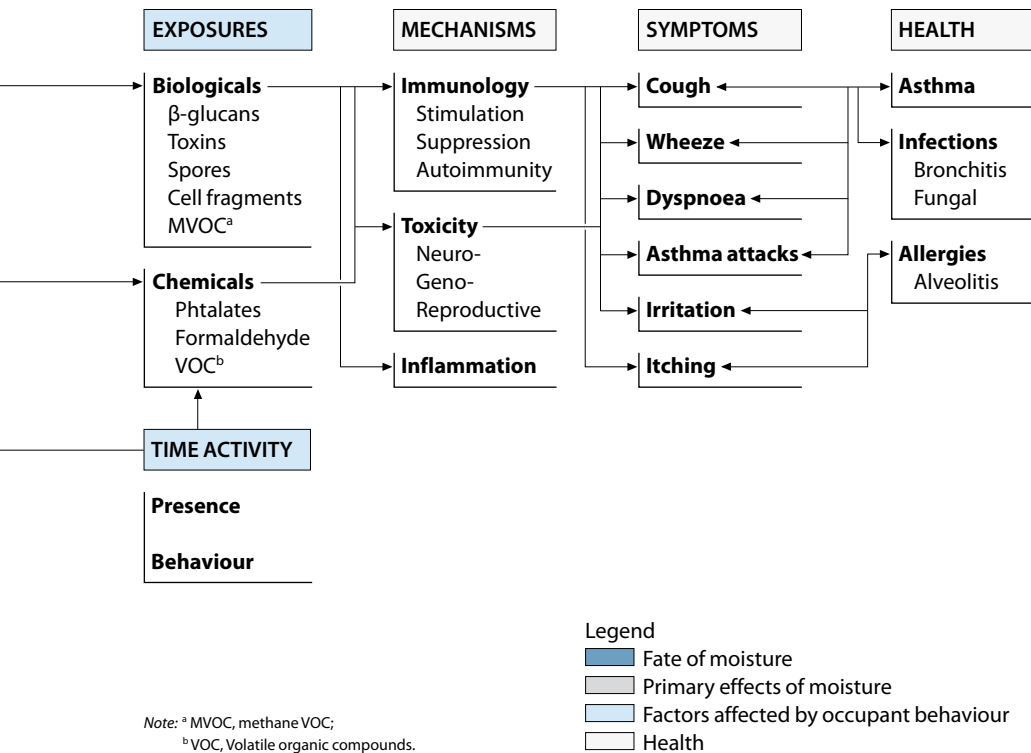 EXPOSURES
Biologicals
β-glucans
Toxins
Spores
Cell fragments
MVOCᵃ
Chemicals
Phtalates
Formaldehyde
VOCᵇ
TIME ACTIVITY
Presence
Behaviour
MECHANISMS
Immunology
Stimulation
Suppression
Autoimmunity
Toxicity
Neuro-
Geno-
Reproductive
Inflammation
SYMPTOMS
Cough
Wheeze
Dyspnoea
Asthma attacks
Irritation
Itching
HEALTH
Asthma
Infections
Bronchitis
Fungal
Allergies
Alveolitis
Legend
Fate of moisture
Primary effects of moisture
Factors affected by occupant behaviour
Health
Note: ᵃ MVOC, methane VOC;
ᵇ VOC, Volatile organic compounds.